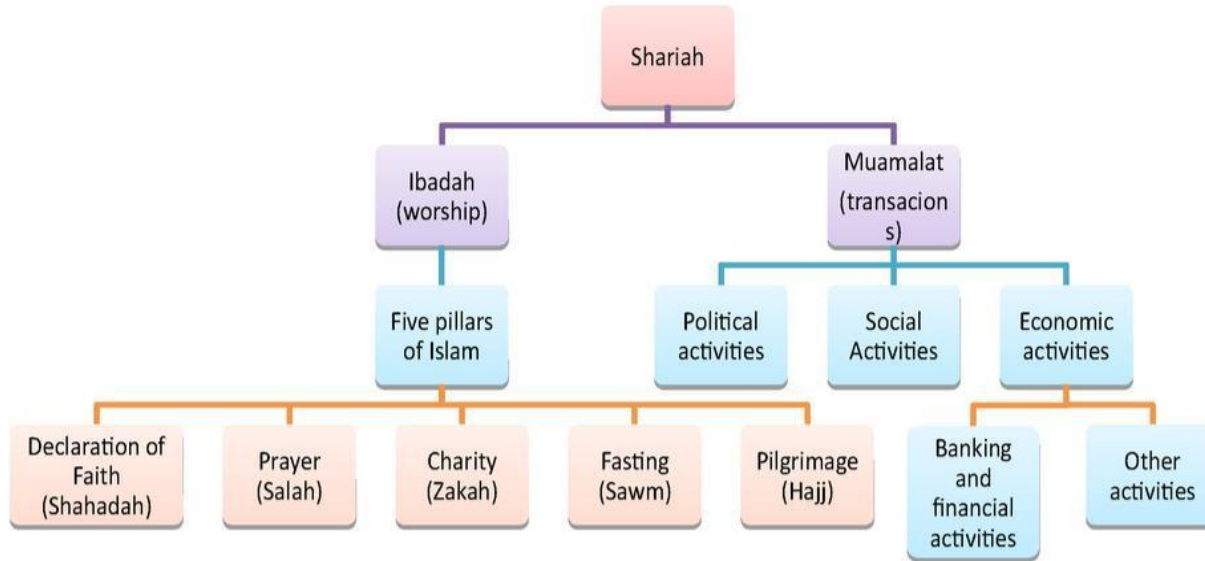 Shariah
Ibadah
(worship)
Muamalat
(transacion
s)
Five pillars
of Islam
Political
activities
Social
Activities
Economic
activities
Declaration of
Faith
(Shahadah)
Prayer
(Salah)
Charity
(Zakah)
Fasting
(Sawm)
Pilgrimage
(Hajj)
Banking
and
financial
activities
Other
activities